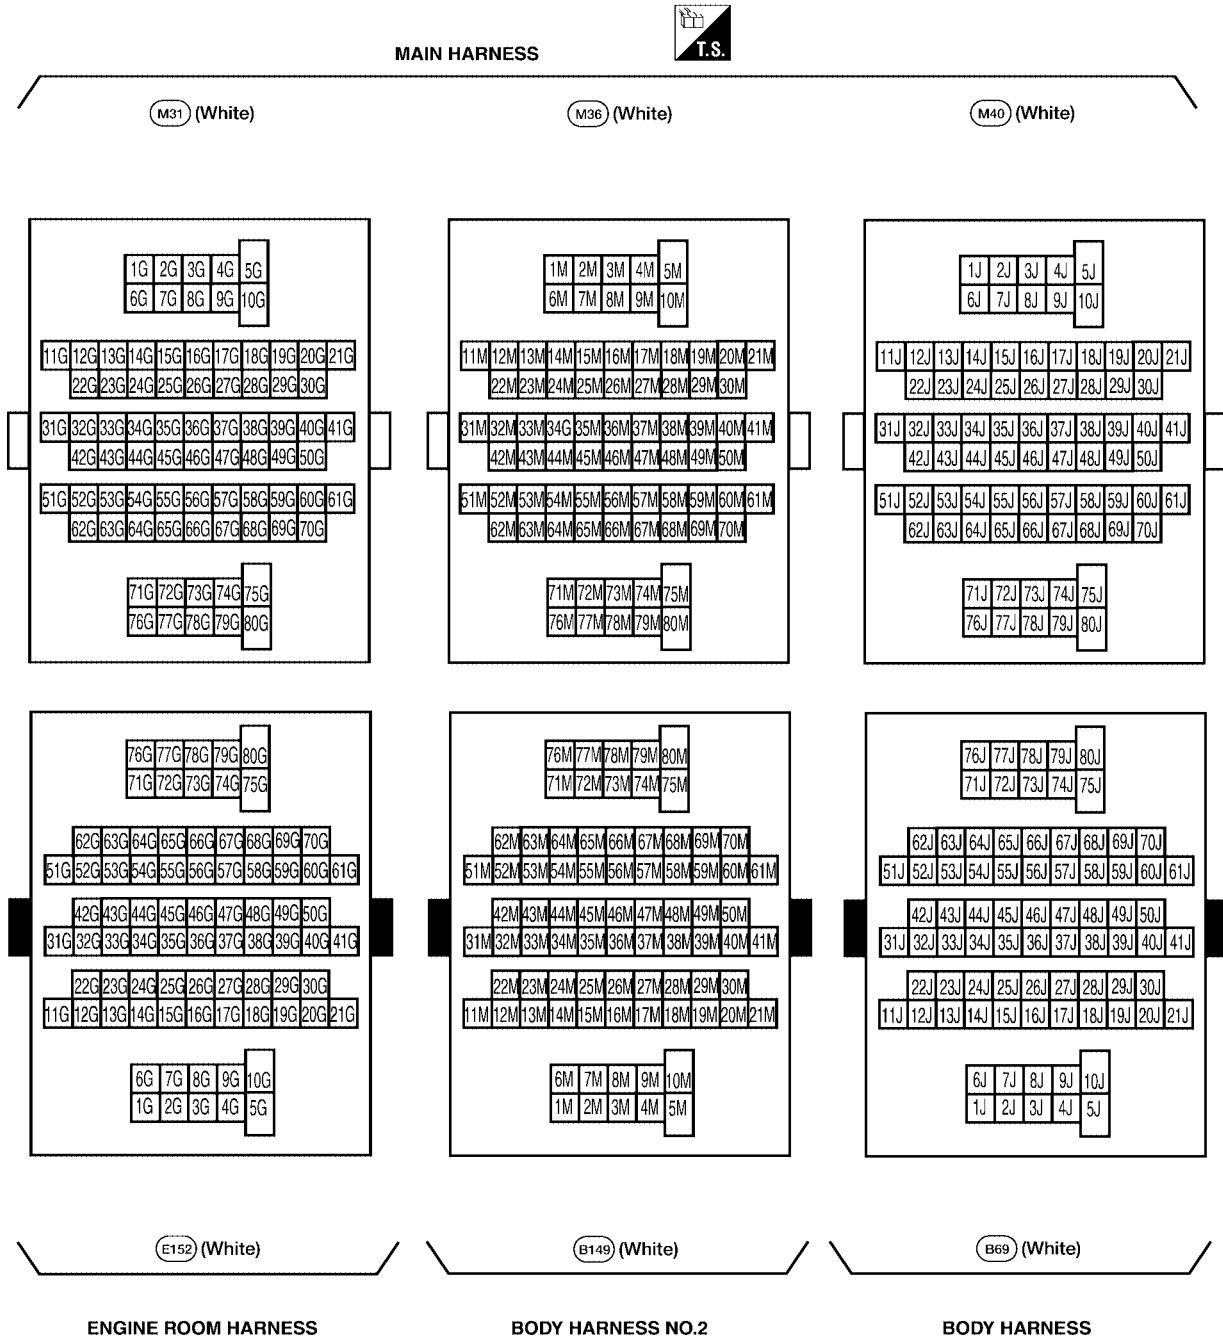 T.S.
MAIN HARNESS
M31 (White) M36 (White) M40 (White)
1G 2G 3G 4G 5G 1M 2M 3M 4M 5M 1J 2J 3J 4J 5J
6G 7G 8G 9G 10G 6M 7M 8M 9M 10M 6J 7J 8J 9J 10J
11G 12G 13G 14G 15G 16G 17G 18G 19G 20G 21G 11M 12M 13M 14M 15M 16M 17M 18M 19M 20M 21M 11J 12J 13J 14J 15J 16J 17J 18J 19J 20J 21J
22G 23G 24G 25G 26G 27G 28G 29G 30G 22M 23M 24M 25M 26M 27M 28M 29M 30M 22J 23J 24J 25J 26J 27J 28J 29J 30J
31G 32G 33G 34G 35G 36G 37G 38G 39G 40G 41G 31M 32M 33M 34G 35M 36M 37M 38M 39M 40M 41M 31J 32J 33J 34J 35J 36J 37J 38J 39J 40J 41J
42G 43G 44G 45G 46G 47G 48G 49G 50G 42M 43M 44M 45M 46M 47M 48M 49M 50M 42J 43J 44J 45J 46J 47J 48J 49J 50J
51G 52G 53G 54G 55G 56G 57G 58G 59G 60G 61G 51M 52M 53M 54M 55M 56M 57M 58M 59M 60M 61M 51J 52J 53J 54J 55J 56J 57J 58J 59J 60J 61J
62G 63G 64G 65G 66G 67G 68G 69G 70G 62M 63M 64M 65M 66M 67M 68M 69M 70M 62J 63J 64J 65J 66J 67J 68J 69J 70J
71G 72G 73G 74G 75G 71M 72M 73M 74M 75M 71J 72J 73J 74J 75J
76G 77G 78G 79G 80G 76M 77M 78M 79M 80M 76J 77J 78J 79J 80J
76G 77G 78G 79G 80G 76M 77M 78M 79M 80M 76J 77J 78J 79J 80J
71G 72G 73G 74G 75G 71M 72M 73M 74M 75M 71J 72J 73J 74J 75J
62G 63G 64G 65G 66G 67G 68G 69G 70G 62M 63M 64M 65M 66M 67M 68M 69M 70M 62J 63J 64J 65J 66J 67J 68J 69J 70J
51G 52G 53G 54G 55G 56G 57G 58G 59G 60G 61G 51M 52M 53M 54M 55M 56M 57M 58M 59M 60M 61M 51J 52J 53J 54J 55J 56J 57J 58J 59J 60J 61J
42G 43G 44G 45G 46G 47G 48G 49G 50G 42M 43M 44M 45M 46M 47M 48M 49M 50M 42J 43J 44J 45J 46J 47J 48J 49J 50J
31G 32G 33G 34G 35G 36G 37G 38G 39G 40G 41G 31M 32M 33M 34M 35M 36M 37M 38M 39M 40M 41M 31J 32J 33J 34J 35J 36J 37J 38J 39J 40J 41J
22G 23G 24G 25G 26G 27G 28G 29G 30G 22M 23M 24M 25M 26M 27M 28M 29M 30M 22J 23J 24J 25J 26J 27J 28J 29J 30J
11G 12G 13G 14G 15G 16G 17G 18G 19G 20G 21G 11M 12M 13M 14M 15M 16M 17M 18M 19M 20M 21M 11J 12J 13J 14J 15J 16J 17J 18J 19J 20J 21J
6G 7G 8G 9G 10G 6M 7M 8M 9M 10M 6J 7J 8J 9J 10J
1G 2G 3G 4G 5G 1M 2M 3M 4M 5M 1J 2J 3J 4J 5J
E152 (White) B149 (White) B69 (White)
ENGINE ROOM HARNESS BODY HARNESS NO.2 BODY HARNESS